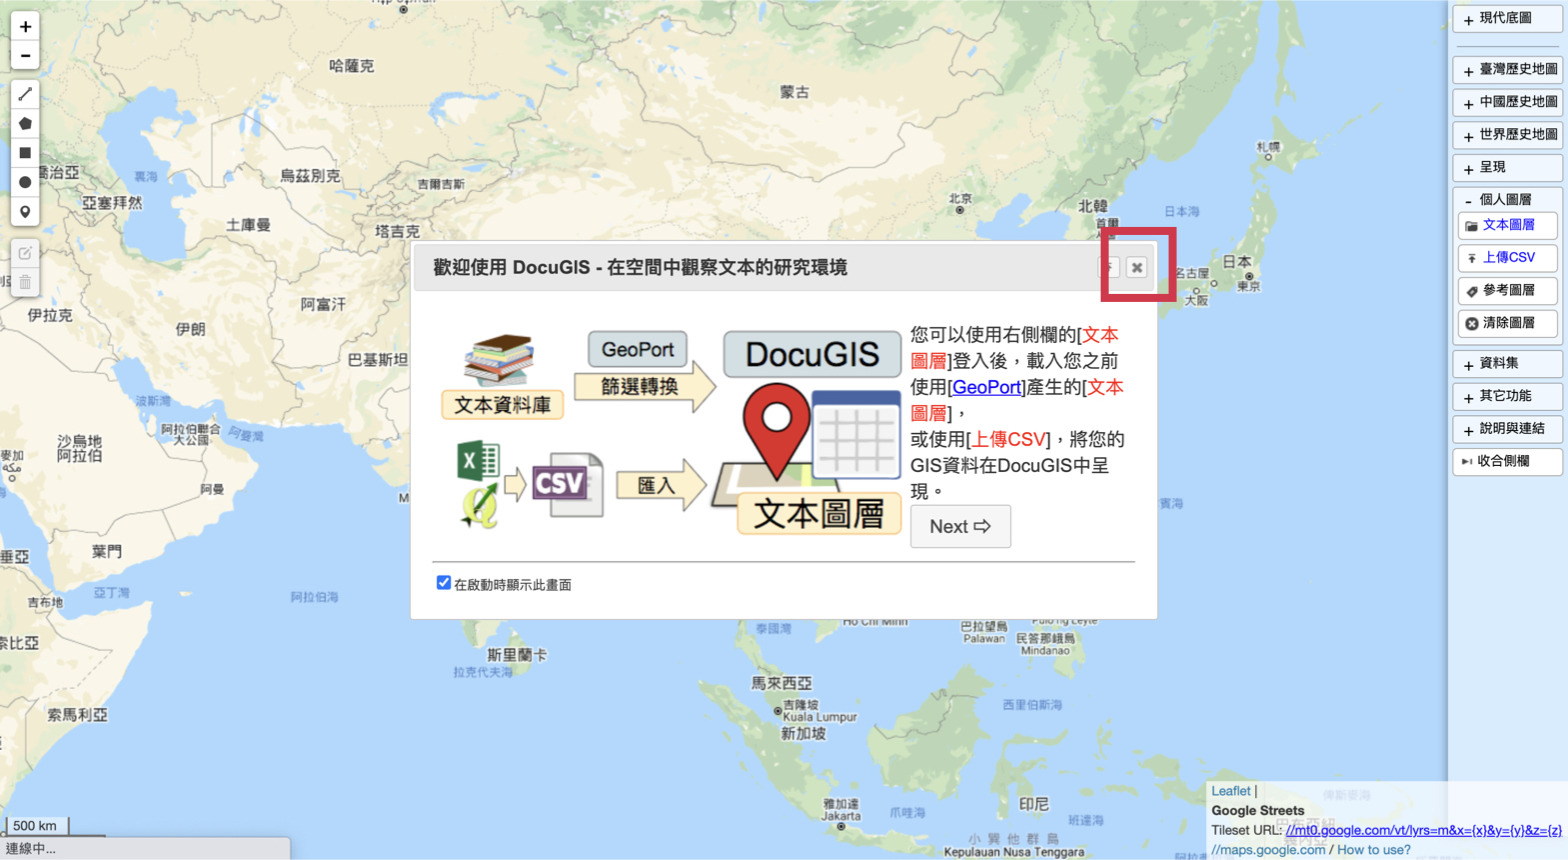 哈薩克
蒙古
札幌
喬治亞
裏海
烏茲別克
吉爾吉斯
亞塞拜然
北京
北韓
日本海
土庫曼
首爾
塔吉克
日本
名古屋
東京
大阪
伊拉克
阿富汗
伊朗
巴基斯坦
波斯灣
沙烏地
阿拉伯
阿拉伯聯合
大公國
阿曼灣
麥加
مكة
阿曼
葉門
亞丁灣
吉布地
阿拉伯海
索馬利亞
斯里蘭卡
拉克代夫海
泰國灣
Ho Chi Minh
巴拉望島
Palawan
Pulo ng Leyte
民答那峨島
Mindanao
馬來西亞
吉隆坡
Kuala Lumpur
新加坡
西里伯斯海
雅加達
Jakarta
爪哇海
印尼
班達海
小巽他群島
Kepulauan Nusa Tenggara
+
−
500 km
連線中...
歡迎使用 DocuGIS - 在空間中觀察文本的研究環境
文本資料庫
GeoPort
篩選轉換
DocuGIS
CSV
匯入
文本圖層
您可以使用右側欄的[文本
圖層]登入後，載入您之前
使用[GeoPort]產生的[文本
圖層]，
或使用[上傳CSV]，將您的
GIS資料在DocuGIS中呈
現。
Next ⇨
在啟動時顯示此畫面
+ 現代底圖
+ 臺灣歷史地圖
+ 中國歷史地圖
+ 世界歷史地圖
+ 呈現
- 個人圖層
文本圖層
上傳CSV
參考圖層
清除圖層
+ 資料集
+ 其它功能
+ 說明與連結
收合側欄
Leaflet |
Google Streets
Tileset URL: //mt0.google.com/vt/lyrs=m&x={x}&y={y}&z={z}
//maps.google.com / How to use?